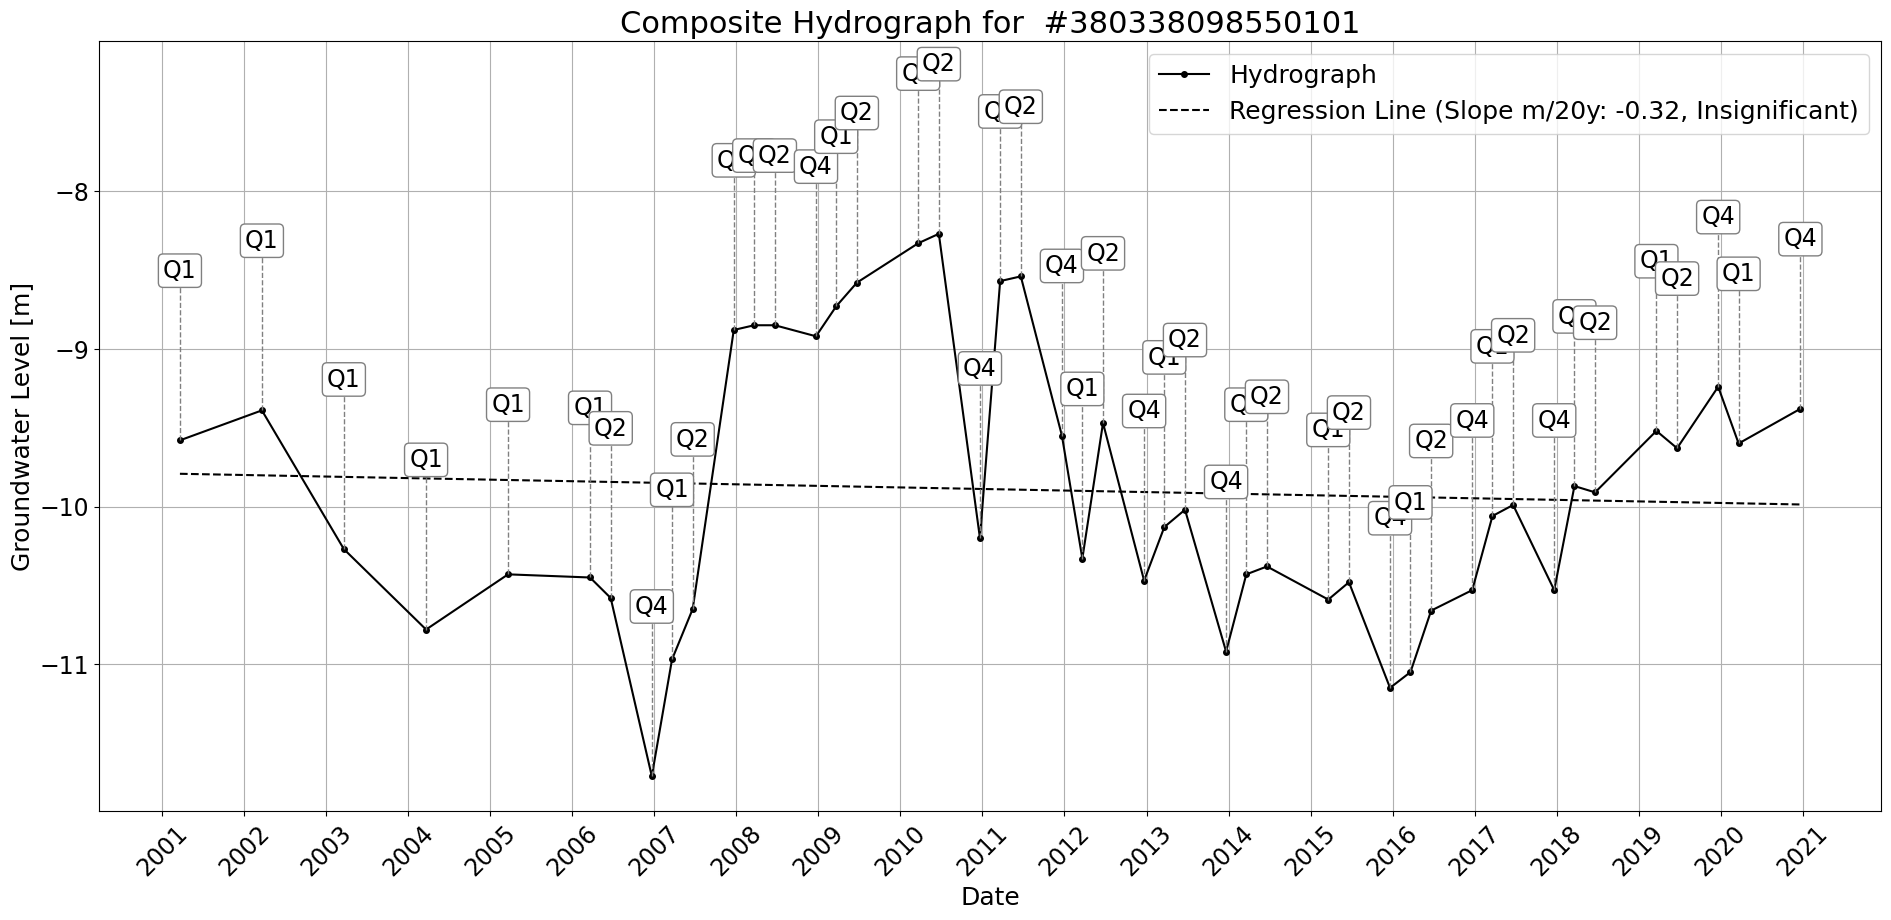 Composite Hydrograph for #380338098550101
Hydrograph
Regression Line (Slope m/20y: -0.32, Insignificant)
Groundwater Level [m]
−8
−9
−10
−11
Q1
Q1
Q1
Q1
Q1
Q1
Q2
Q4
Q1
Q2
Q2
Q4
Q1
Q2
Q2
Q4
Q2
Q4
Q1
Q2
Q4
Q1
Q2
Q4
Q2
Q1
Q2
Q4
Q1
Q2
Q4
Q1
Q2
Q4
Q2
Q1
Q2
Q4
Q1
Q4
2001
2002
2003
2004
2005
2006
2007
2008
2009
2010
2011
2012
2013
2014
2015
2016
2017
2018
2019
2020
2021
Date